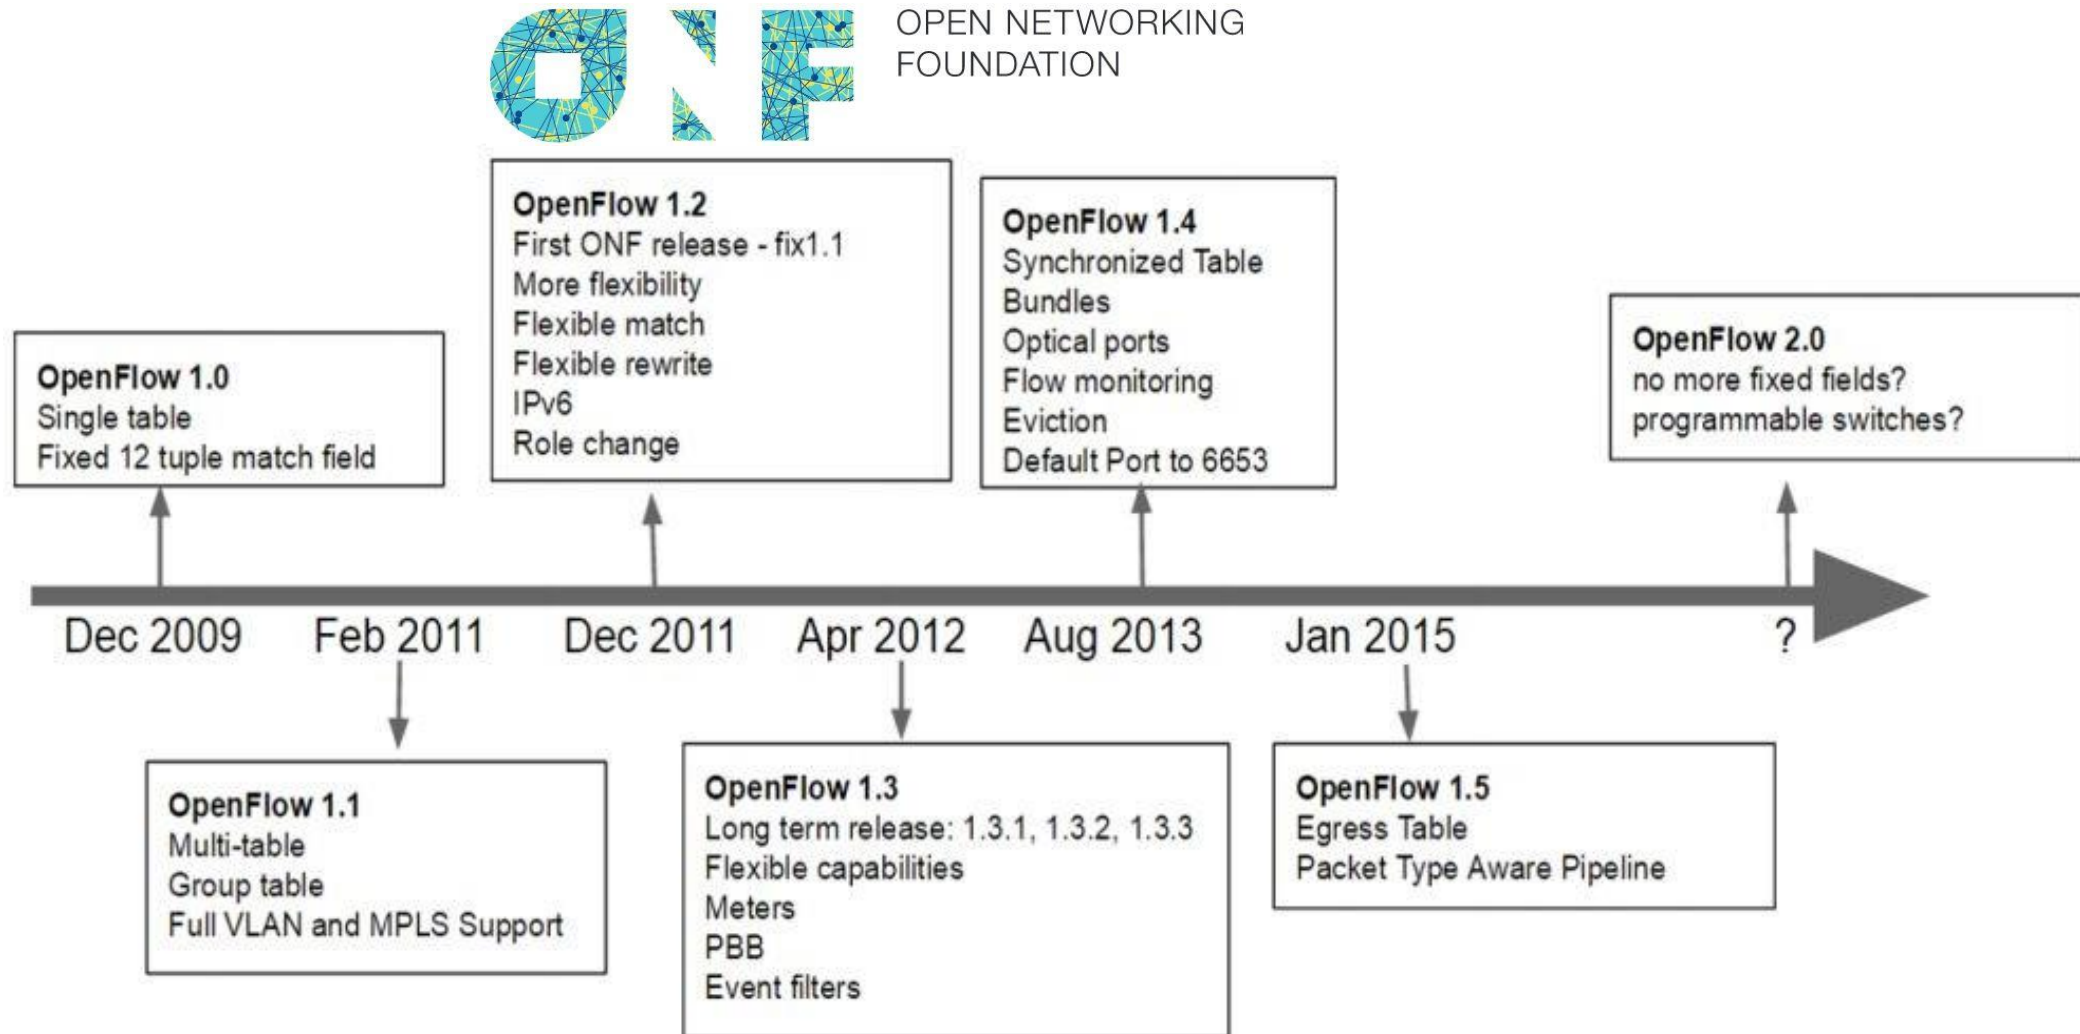 ONF
OPEN NETWORKING
FOUNDATION
OpenFlow 1.0
Single table
Fixed 12 tuple match field
OpenFlow 1.2
First ONF release - fix1.1
More flexibility
Flexible match
Flexible rewrite
IPv6
Role change
OpenFlow 1.4
Synchronized Table
Bundles
Optical ports
Flow monitoring
Eviction
Default Port to 6653
OpenFlow 2.0
no more fixed fields?
programmable switches?
Dec 2009 Feb 2011 Dec 2011 Apr 2012 Aug 2013 Jan 2015 ?
OpenFlow 1.1
Multi-table
Group table
Full VLAN and MPLS Support
OpenFlow 1.3
Long term release: 1.3.1, 1.3.2, 1.3.3
Flexible capabilities
Meters
PBB
Event filters
OpenFlow 1.5
Egress Table
Packet Type Aware Pipeline